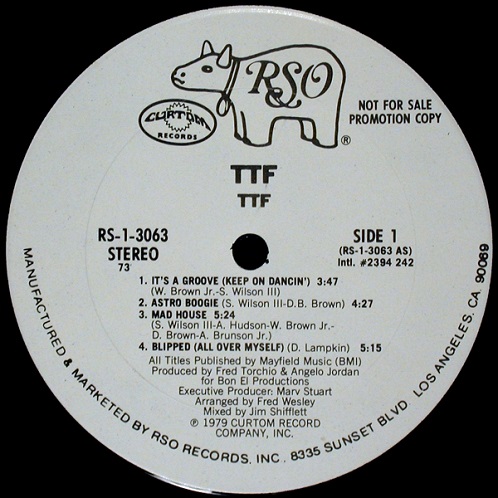 RSO
CURTOM
RECORDS
®
NOT FOR SALE
PROMOTION COPY
TTF
TTF
RS-1-3063
STEREO
73
SIDE 1
(RS-1-3063 AS)
Intl. #2394 242
1. IT'S A GROOVE (KEEP ON DANCIN') 3:47
(W. Brown Jr.-S. Wilson III)
2. ASTRO BOOGIE (S. Wilson III-D.B. Brown) 4:27
3. MAD HOUSE 5:24
(S. Wilson III-A. Hudson-W. Brown Jr.-
D. Brown-A. Brunson Jr.)
4. BLIPPED (ALL OVER MYSELF) (D. Lampkin) 5:15
All Titles Published by Mayfield Music (BMI)
Produced by Fred Torchio & Angelo Jordan
for Bon El Productions
Executive Producer: Marv Stuart
Arranged by Fred Wesley
Mixed by Jim Shifflett
℗ 1979 CURTOM RECORD
COMPANY, INC.
MANUFACTURED & MARKETED BY RSO RECORDS, INC. 8335 SUNSET BLVD LOS ANGELES, CA. 90069